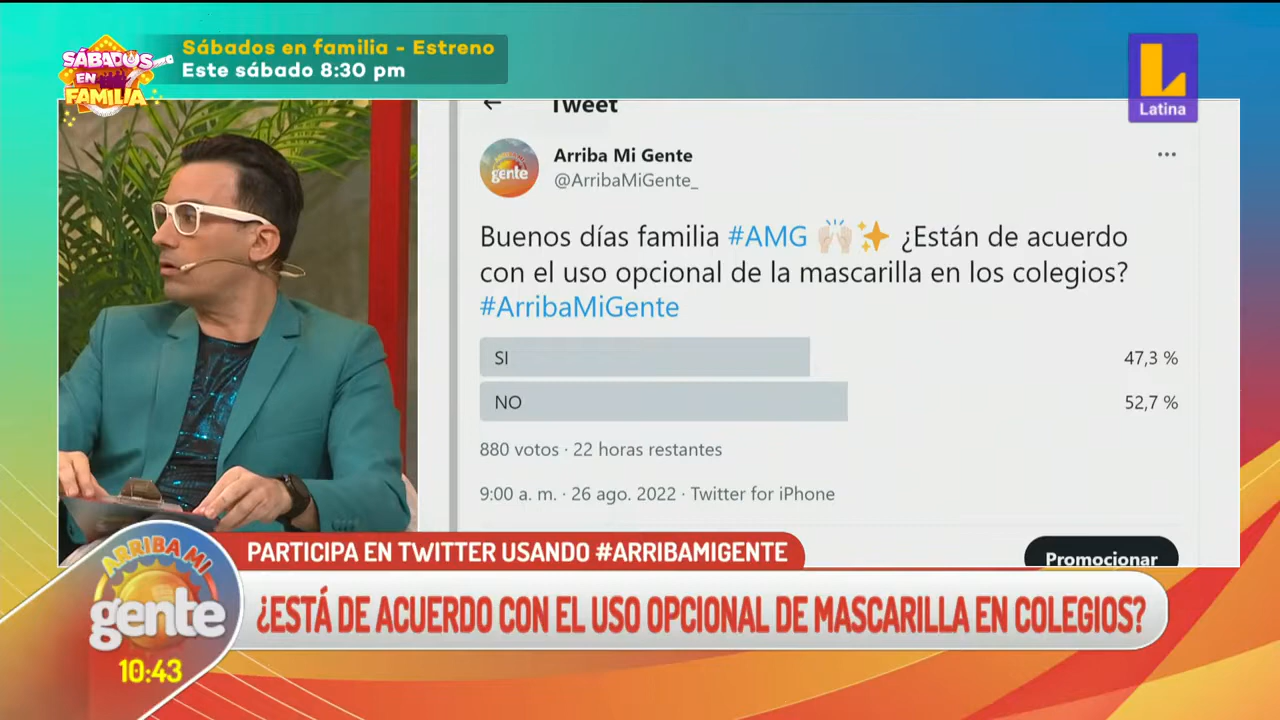 Sábados en familia - Estreno
Este sábado 8:30 pm
SÁBADOS
EN
FAMILIA
Latina
Tweet
Arriba Mi Gente
@ArribaMiGente_
gente
Buenos días familia #AMG 🙌🏻✨ ¿Están de acuerdo
con el uso opcional de la mascarilla en los colegios?
#ArribaMiGente
SI 47,3 %
NO 52,7 %
880 votos · 22 horas restantes
9:00 a. m. · 26 ago. 2022 · Twitter for iPhone
Promocionar
PARTICIPA EN TWITTER USANDO #ARRIBAMIGENTE
¿ESTÁ DE ACUERDO CON EL USO OPCIONAL DE MASCARILLA EN COLEGIOS?
ARRIBA MI
gente
10:43